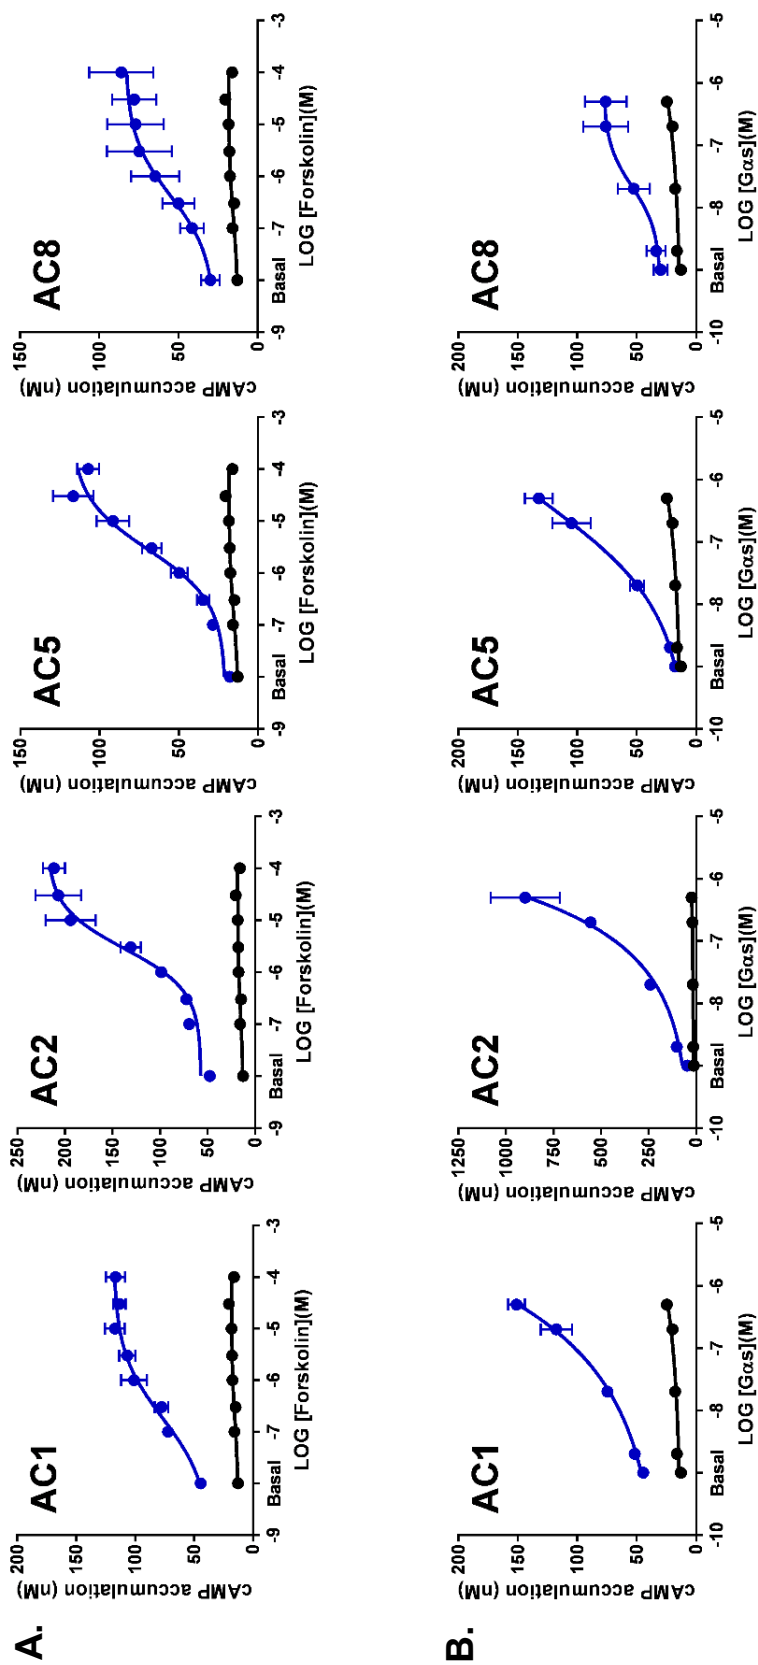 A.
AC1
cAMP accumulation (nM)
200
150
100
50
0
-9
Basal
-7
-6
-5
-4
-3
LOG [Forskolin](M)
AC2
cAMP accumulation (nM)
250
200
150
100
50
0
-9
Basal
-7
-6
-5
-4
-3
LOG [Forskolin](M)
AC5
cAMP accumulation (nM)
150
100
50
0
-9
Basal
-7
-6
-5
-4
-3
LOG [Forskolin](M)
AC8
cAMP accumulation (nM)
150
100
50
0
-9
Basal
-7
-6
-5
-4
-3
LOG [Forskolin](M)
B.
AC1
cAMP accumulation (nM)
200
150
100
50
0
-10
Basal
-8
-7
-6
-5
LOG [Gαs](M)
AC2
cAMP accumulation (nM)
1250
1000
750
500
250
0
-10
Basal
-8
-7
-6
-5
LOG [Gαs](M)
AC5
cAMP accumulation (nM)
200
150
100
50
0
-10
Basal
-8
-7
-6
-5
LOG [Gαs](M)
AC8
cAMP accumulation (nM)
200
150
100
50
0
-10
Basal
-8
-7
-6
-5
LOG [Gαs](M)